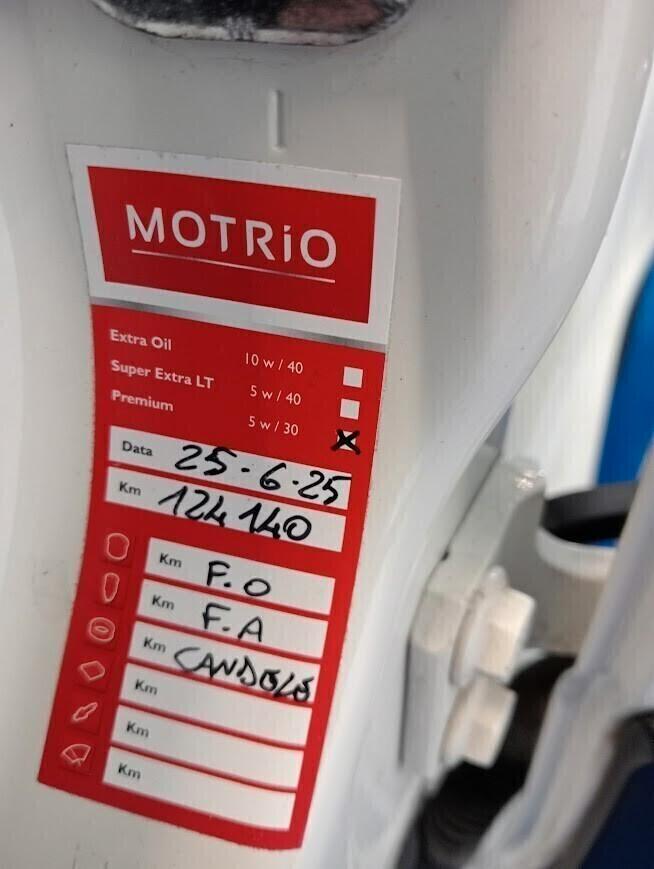 MOTRiO
Extra Oil 10 w / 40
Super Extra LT 5 w / 40
Premium 5 w / 30 X
Data 25-6-25
Km 124140
Km F.O
Km F.A
Km CANDELE
Km
Km
Km